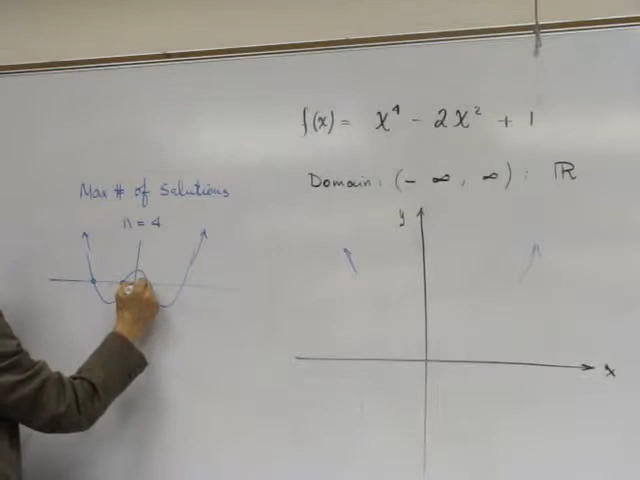 f(x) = x⁴ - 2x² + 1
Domain: (-∞, ∞): ℝ
Max # of Solutions
n = 4
y
x